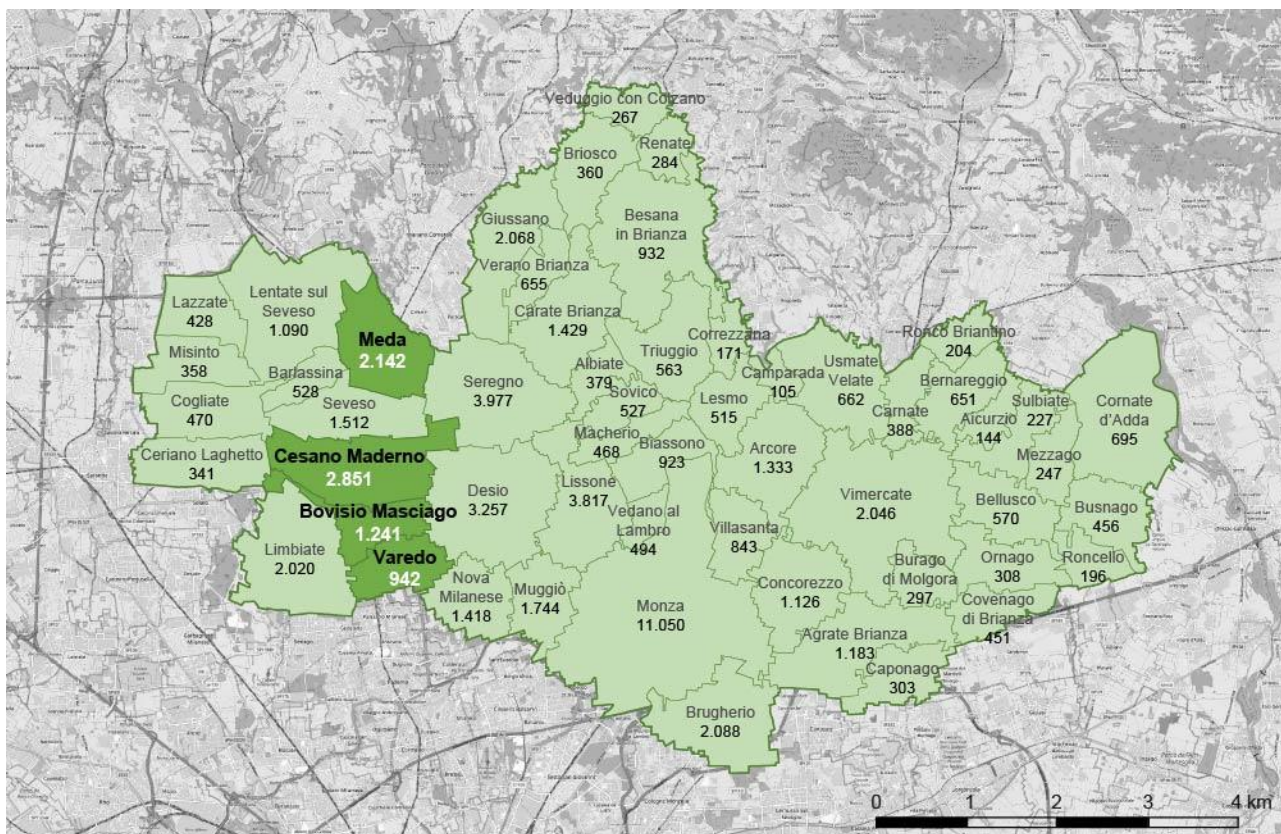 Veduggio con Colzano
267
Renate
284
Briosco
360
Giussano
2.068
Besana
in Brianza
932
Verano Brianza
655
Carate Brianza
1.429
Lazzate
428
Lentate sul
Seveso
1.090
Meda
2.142
Misinto
358
Barlassina
528
Cogliate
470
Seveso
1.512
Seregno
3.977
Albiate
379
Triuggio
563
Correzzana
171
Camparada
105
Usmate
Velate
662
Ronco Briantino
204
Bernareggio
651
Sulbiate
227
Cornate
d'Adda
695
Sovico
527
Lesmo
515
Carnate
388
Aicurzio
144
Ceriano Laghetto
341
Cesano Maderno
2.851
Macherio
468
Biassono
923
Arcore
1.333
Mezzago
247
Desio
3.257
Lissone
3.817
Vedano al
Lambro
494
Villasanta
843
Vimercate
2.046
Bellusco
570
Busnago
456
Bovisio Masciago
1.241
Limbiate
2.020
Varedo
942
Nova
Milanese
1.418
Muggiò
1.744
Monza
11.050
Concorezzo
1.126
Burago
di Molgora
297
Ornago
308
Roncello
196
Covenago
di Brianza
451
Agrate Brianza
1.183
Caponago
303
Brugherio
2.088
0 1 2 3 4 km